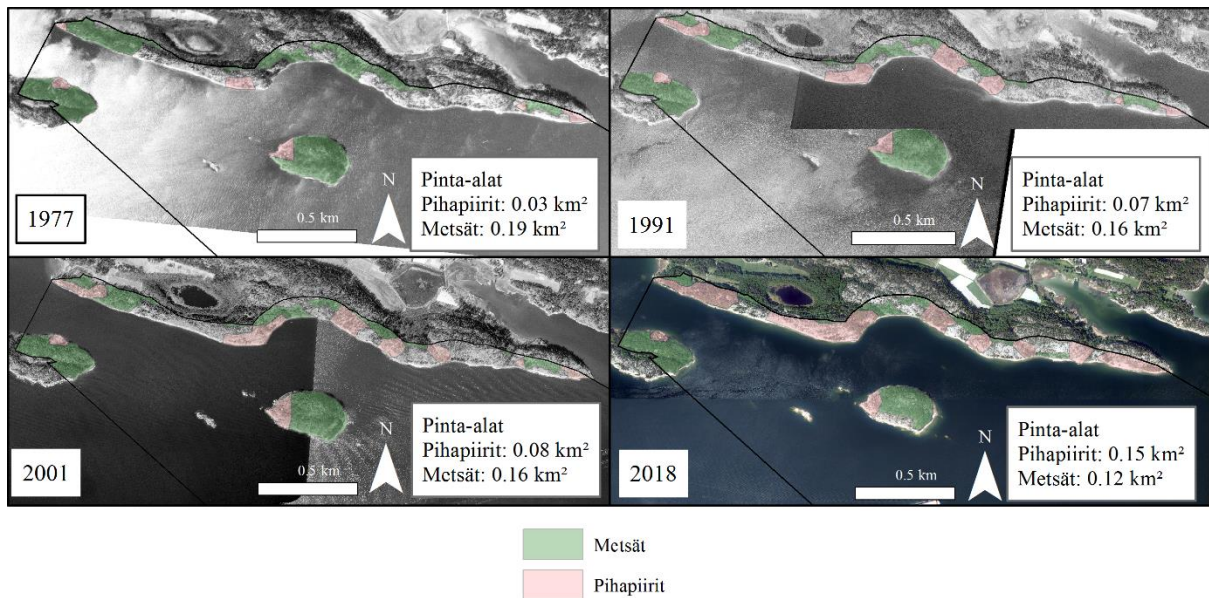 N
0.5 km
1977
Pinta-alat
Pihapiirit: 0.03 km²
Metsät: 0.19 km²
N
0.5 km
1991
Pinta-alat
Pihapiirit: 0.07 km²
Metsät: 0.16 km²
N
0.5 km
2001
Pinta-alat
Pihapiirit: 0.08 km²
Metsät: 0.16 km²
N
0.5 km
2018
Pinta-alat
Pihapiirit: 0.15 km²
Metsät: 0.12 km²
Metsät
Pihapiirit